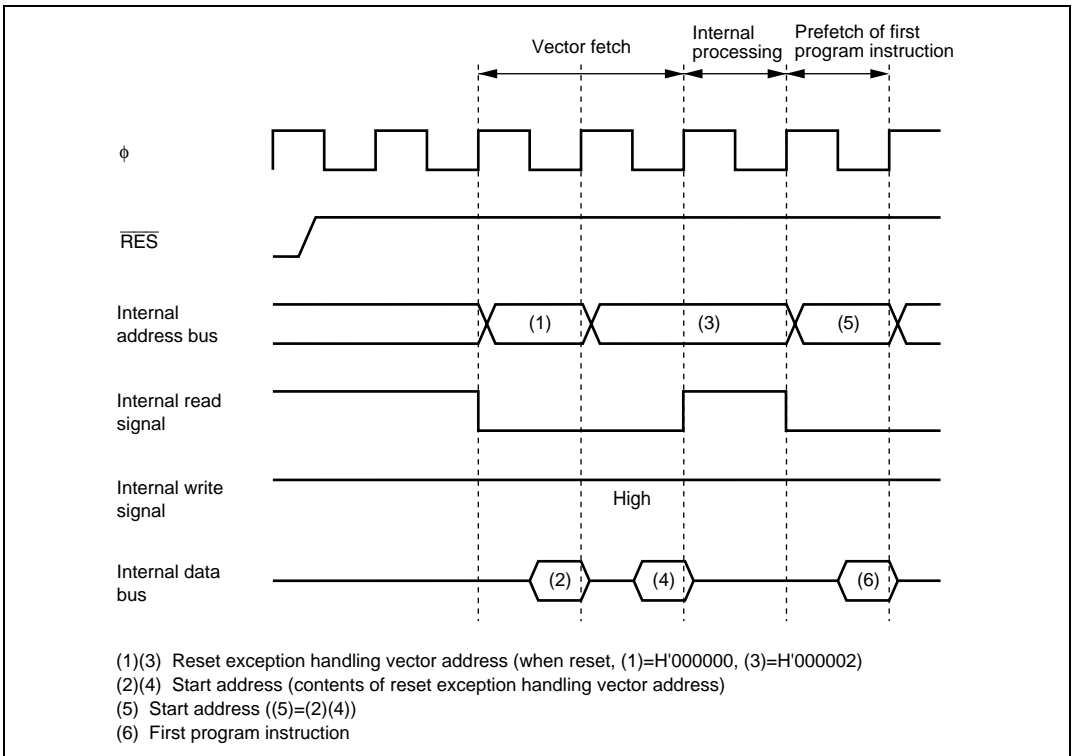 Vector fetch
Internal
processing
Prefetch of first
program instruction
ϕ
RES
Internal
address bus
(1)
(3)
(5)
Internal read
signal
Internal write
signal
High
Internal data
bus
(2)
(4)
(6)
(1)(3) Reset exception handling vector address (when reset, (1)=H'000000, (3)=H'000002)
(2)(4) Start address (contents of reset exception handling vector address)
(5) Start address ((5)=(2)(4))
(6) First program instruction